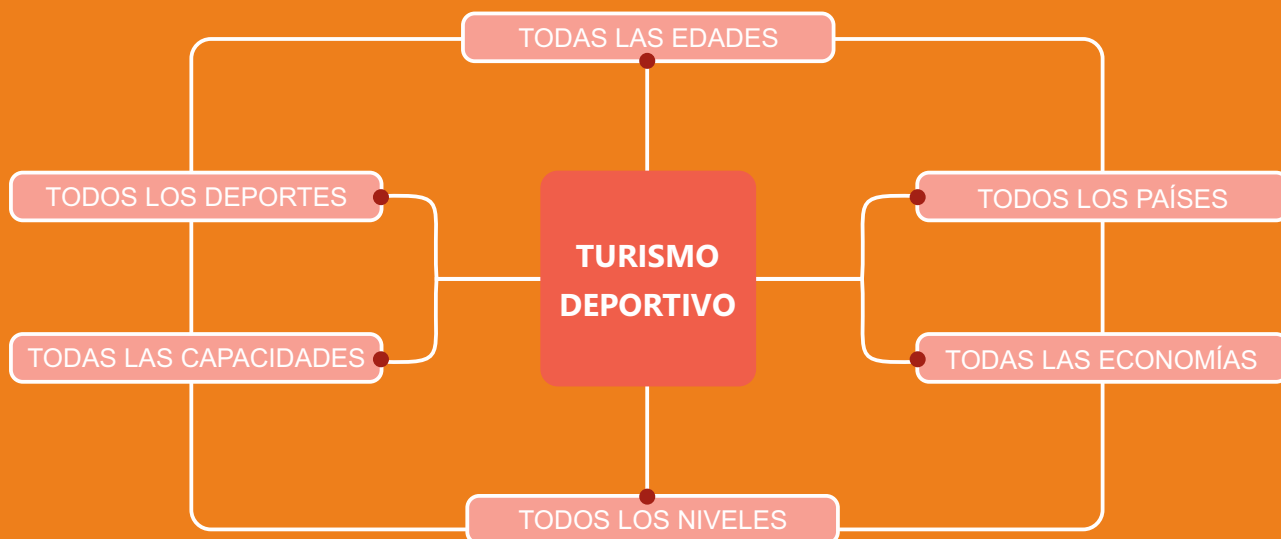 TODAS LAS EDADES
TODOS LOS DEPORTES
TODOS LOS PAÍSES
TURISMO
DEPORTIVO
TODAS LAS CAPACIDADES
TODAS LAS ECONOMÍAS
TODOS LOS NIVELES